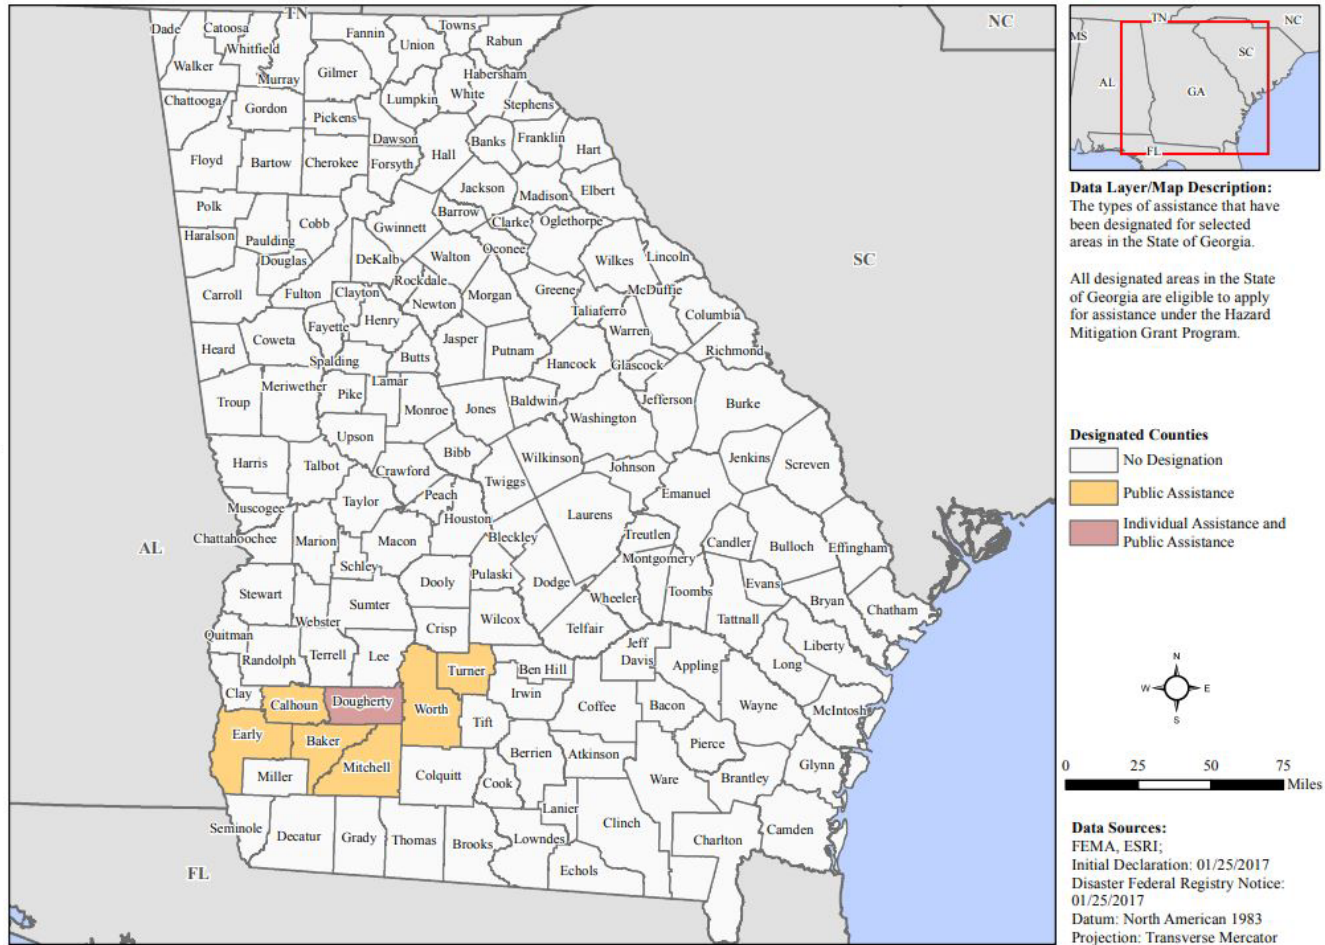 TN
NC
Dade
Catoosa
Whitfield
Murray
Fannin
Union
Towns
Rabun
Walker
Gilmer
Habersham
White
Lumpkin
Stephens
Chattooga
Gordon
Pickens
Dawson
Banks
Franklin
Hart
Floyd
Bartow
Cherokee
Forsyth
Hall
Jackson
Madison
Elbert
Polk
Cobb
Gwinnett
Barrow
Clarke
Oglethorpe
Haralson
Paulding
Douglas
DeKalb
Walton
Oconee
Wilkes
Lincoln
SC
Carroll
Fulton
Clayton
Rockdale
Newton
Morgan
Greene
Taliaferro
McDuffie
Columbia
Heard
Coweta
Fayette
Henry
Spalding
Butts
Jasper
Putnam
Hancock
Warren
Glascock
Richmond
Troup
Meriwether
Pike
Lamar
Monroe
Jones
Baldwin
Washington
Jefferson
Burke
Upson
Harris
Talbot
Crawford
Bibb
Wilkinson
Johnson
Jenkins
Screven
Muscogee
Taylor
Peach
Twiggs
Houston
Laurens
Emanuel
Chattahoochee
Marion
Macon
Bleckley
Treutlen
Candler
Bulloch
Effingham
AL
Schley
Dooly
Pulaski
Dodge
Montgomery
Stewart
Webster
Sumter
Crisp
Wilcox
Wheeler
Telfair
Toombs
Evans
Tattnall
Bryan
Chatham
Quitman
Randolph
Terrell
Lee
Turner
Ben Hill
Irwin
Jeff
Davis
Appling
Long
Liberty
Clay
Calhoun
Dougherty
Worth
Tift
Coffee
Bacon
Wayne
McIntosh
Early
Baker
Mitchell
Miller
Colquitt
Berrien
Cook
Atkinson
Pierce
Ware
Brantley
Glynn
Seminole
Decatur
Grady
Thomas
Brooks
Lanier
Lowndes
Clinch
Echols
Charlton
Camden
FL
TN
NC
MS
SC
AL
GA
FL
Data Layer/Map Description:
The types of assistance that have
been designated for selected
areas in the State of Georgia.
All designated areas in the State
of Georgia are eligible to apply
for assistance under the Hazard
Mitigation Grant Program.
Designated Counties
No Designation
Public Assistance
Individual Assistance and
Public Assistance
N
W E
S
0 25 50 75
Miles
Data Sources:
FEMA, ESRI;
Initial Declaration: 01/25/2017
Disaster Federal Registry Notice:
01/25/2017
Datum: North American 1983
Projection: Transverse Mercator